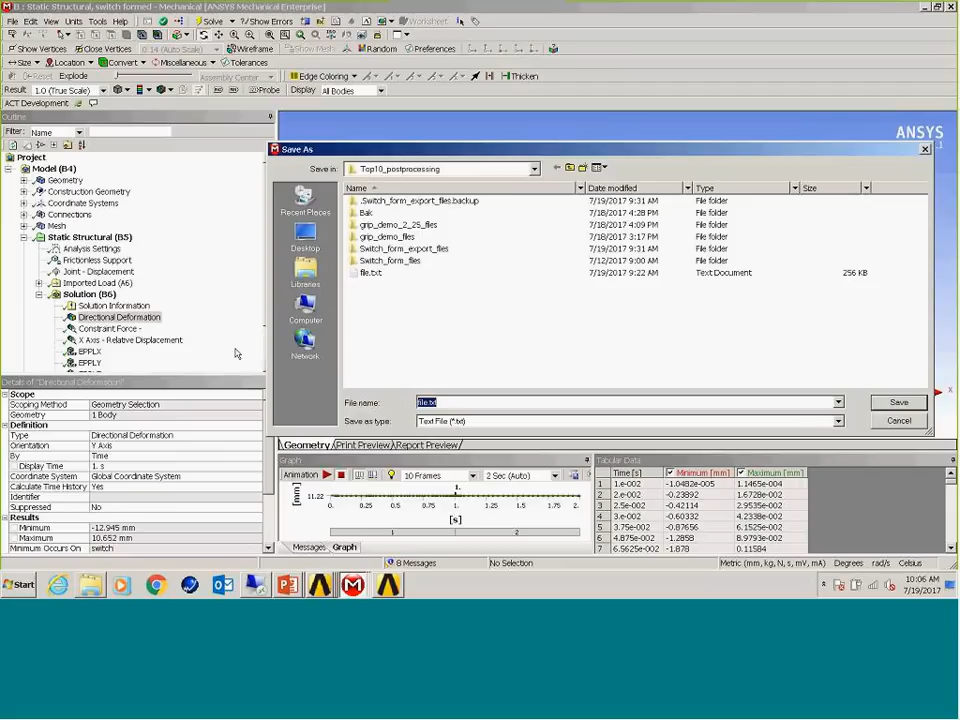 B : Static Structural, switch formed - Mechanical [ANSYS Mechanical Enterprise]
File Edit View Units Tools Help Solve ?/Show Errors Worksheet
Show Vertices Close Vertices 0.14 (Auto Scale) Wireframe Show Mesh Random Preferences
Size Location Convert Miscellaneous Tolerances
Reset Explode Assembly Center Edge Coloring Thicken
Result 1.0 (True Scale) Probe Display All Bodies
ACT Development
Outline
Filter: Name
Project
Model (B4)
Geometry
Construction Geometry
Coordinate Systems
Connections
Mesh
Static Structural (B5)
Analysis Settings
Frictionless Support
Joint - Displacement
Imported Load (A6)
Solution (B6)
Solution Information
Directional Deformation
Constraint Force -
X Axis - Relative Displacement
EPPLX
EPPLY
Details of "Directional Deformation"
Scope
Scoping Method Geometry Selection
Geometry 1 Body
Definition
Type Directional Deformation
Orientation Y Axis
By Time
Display Time 1. s
Coordinate System Global Coordinate System
Calculate Time History Yes
Identifier
Suppressed No
Results
Minimum -12.945 mm
Maximum 10.652 mm
Minimum Occurs On switch
ANSYS
.1
X
Save As
Save in: Top10_postprocessing
Recent Places
Desktop
Libraries
Computer
Network
Name Date modified Type Size
.Switch_form_export_files.backup 7/19/2017 9:31 AM File folder
Bak 7/18/2017 4:28 PM File folder
grip_demo_2_25_files 7/18/2017 4:09 PM File folder
grip_demo_files 7/18/2017 3:17 PM File folder
Switch_form_export_files 7/19/2017 9:31 AM File folder
Switch_form_files 7/12/2017 9:00 AM File folder
file.txt 7/19/2017 9:22 AM Text Document 256 KB
File name: file.txt Save
Save as type: Text File (*.txt) Cancel
Geometry Print Preview Report Preview
Graph
Animation 10 Frames 2 Sec (Auto)
1.
[mm]
11.22
0. 0.25 0.5 0.75 1. 1.25 1.5 1.75 2.
[s]
1 2
Messages Graph
Tabular Data
Time [s] Minimum [mm] Maximum [mm]
1 1.e-002 -1.0482e-005 1.1465e-004
2 2.e-002 -0.23892 1.6728e-002
3 2.5e-002 -0.42114 2.9535e-002
4 3.e-002 -0.60332 4.2338e-002
5 3.75e-002 -0.87656 6.1525e-002
6 4.875e-002 -1.2858 8.9793e-002
7 6.5625e-002 -1.878 0.11584
8 Messages No Selection Metric (mm, kg, N, s, mV, mA) Degrees rad/s Celsius
Start
10:06 AM
7/19/2017